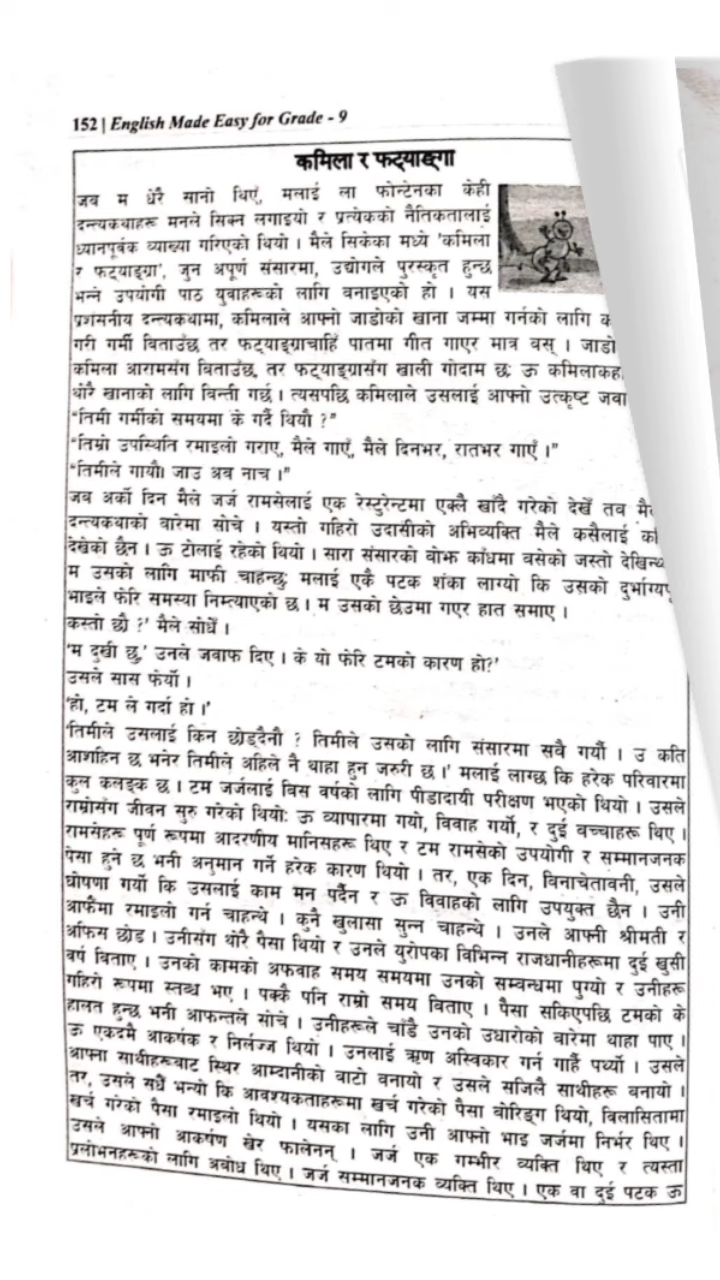 152 | English Made Easy for Grade - 9
कमिला र फट्याङ्गा
जब म धेरै सानो थिएँ, मलाई ला फोन्टेनका केही
दन्त्यकथाहरू मनले सिक्न लगाइयो र प्रत्येकको नैतिकतालाई
ध्यानपूर्वक व्याख्या गरिएको थियो । मैले सिकेका मध्ये 'कमिला
र फट्याङ्ग्रा', जुन अपूर्ण संसारमा, उद्योगले पुरस्कृत हुन्छ
भन्ने उपयोगी पाठ युवाहरूको लागि बनाइएको हो । यस
प्रशंसनीय दन्त्यकथामा, कमिलाले आफ्नो जाडोको खाना जम्मा गर्नको लागि
गरी गर्मी बिताउँछ तर फट्याङ्ग्राचाहिँ पातमा गीत गाएर मात्र बस् । जाडो
कमिला आरामसंग बिताउँछ, तर फट्याङ्ग्रासँग खाली गोदाम छः ऊ
थोरै खानाको लागि बिन्ती गर्छ । त्यसपछि कमिलाले उसलाई आफ्नो उत्कृष्ट
“तिमी गर्मीको समयमा के गर्दै थियौ ?”
“तिम्रो उपस्थिति रमाइलो गराए, मैले गाएँ, मैले दिनभर, रातभर गाएँ ।”
“तिमीले गायौ। जाउ अब नाच ।”
जब अर्को दिन मैले जर्ज रामसेलाई एक रेस्टुरेन्टमा एक्लै खाँदै गरेको देखेँ तब
दन्त्यकथाको बारेमा सोचे । यस्तो गहिरो उदासीको अभिव्यक्ति मैले कसैलाई
देखेको छैन । ऊ टोलाई रहेको थियो । सारा संसारको बोझ काँधमा बसेको जस्तो
म उसको लागि माफी चाहन्छु मलाई एकै पटक शंका लाग्यो कि उसको
भाइले फेरि समस्या निम्त्याएको छ । म उसको छेउमा गएर हात समाए ।
कस्तो छौ ?' मैले सोधेँ ।
'म दुखी छु,' उनले जवाफ दिए । के यो फेरि टमको कारण हो?'
उसले सास फेर्यो ।
'हो, टम ले गर्दा हो ।'
'तिमीले उसलाई किन छोड्दैनौ ? तिमीले उसको लागि संसारमा सबै गर्यौ । उ कति
आशाहिन छ भनेर तिमीले अहिले नै थाहा हुन जरुरी छ ।' मलाई लाग्छ कि हरेक परिवारमा
कुल कलङ्क छ । टम जर्जलाई बिस वर्षको लागि पीडादायी परीक्षण भएको थियो । उसले
राम्रोसँग जीवन सुरु गरेको थियोः ऊ व्यापारमा गयो, विवाह गर्यो, र दुई बच्चाहरू थिए ।
रामसेहरू पूर्ण रूपमा आदरणीय मानिसहरू थिए र टम रामसेको उपयोगी र सम्मानजनक
पेसा हुने छ भनी अनुमान गर्ने हरेक कारण थियो । तर, एक दिन, विनाचेतावनी, उसले
घोषणा गर्यो कि उसलाई काम मन पर्दैन र ऊ विवाहको लागि उपयुक्त छैन । उनी
आफैंमा रमाइलो गर्न चाहन्थे । कुनै खुलासा सुन्न चाहन्थे । उनले आफ्नी श्रीमती र
अफिस छोड । उनीसँग थोरै पैसा थियो र उनले युरोपका विभिन्न राजधानीहरूमा दुई खुसी
वर्ष बिताए । उनको कामको अफवाह समय समयमा उनको सम्बन्धमा पुग्यो र उनीहरू
गहिरो रूपमा स्तब्ध भए । पक्कै पनि राम्रो समय बिताए । पैसा सकिएपछि टमको के
हालत हुन्छ भनी आफन्तले सोचे । उनीहरूले चाँडै उनको उधारोको बारेमा थाहा पाए ।
ऊ एकदमै आकर्षक र निर्लज्ज थियो । उनलाई ऋण अस्विकार गर्न गाह्रै पर्थ्यो । उसले
आफ्ना साथीहरूबाट स्थिर आम्दानीको बाटो बनायो र उसले सजिलै साथीहरू बनायो ।
तर, उसले सधैं भन्यो कि आवश्यकताहरूमा खर्च गरेको पैसा बोरिङ्ग थियो, विलासितामा
खर्च गरेको पैसा रमाइलो थियो । यसका लागि उनी आफ्नो भाइ जर्जमा निर्भर थिए ।
उसले आफ्नो आकर्षण खेर फालेनन् । जर्ज एक गम्भीर व्यक्ति थिए र त्यस्ता
प्रलोभनहरूको लागि अबोध थिए । जर्ज सम्मानजनक व्यक्ति थिए । एक वा दुई पटक ऊ